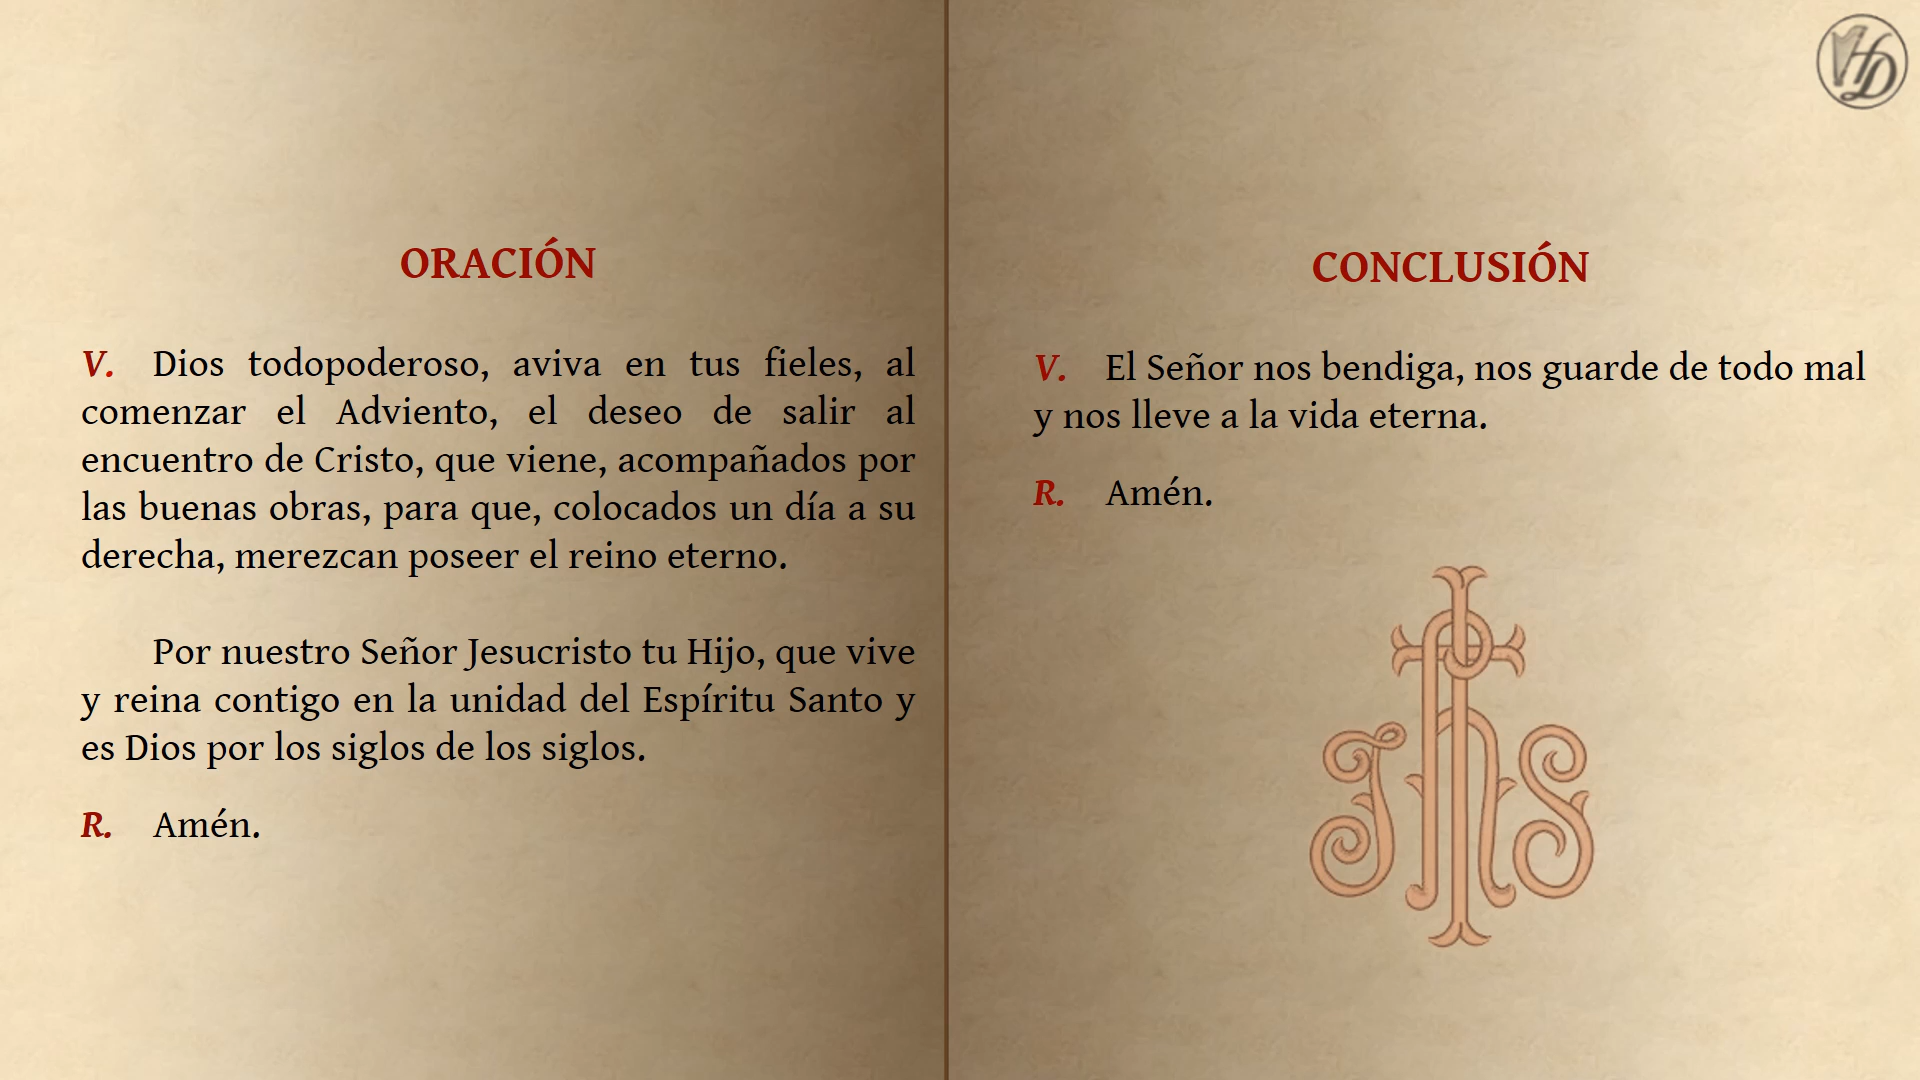 ORACIÓN
V. Dios todopoderoso, aviva en tus fieles, al
comenzar el Adviento, el deseo de salir al
encuentro de Cristo, que viene, acompañados por
las buenas obras, para que, colocados un día a su
derecha, merezcan poseer el reino eterno.
Por nuestro Señor Jesucristo tu Hijo, que vive
y reina contigo en la unidad del Espíritu Santo y
es Dios por los siglos de los siglos.
R. Amén.
HD
CONCLUSIÓN
V. El Señor nos bendiga, nos guarde de todo mal
y nos lleve a la vida eterna.
R. Amén.
JHS